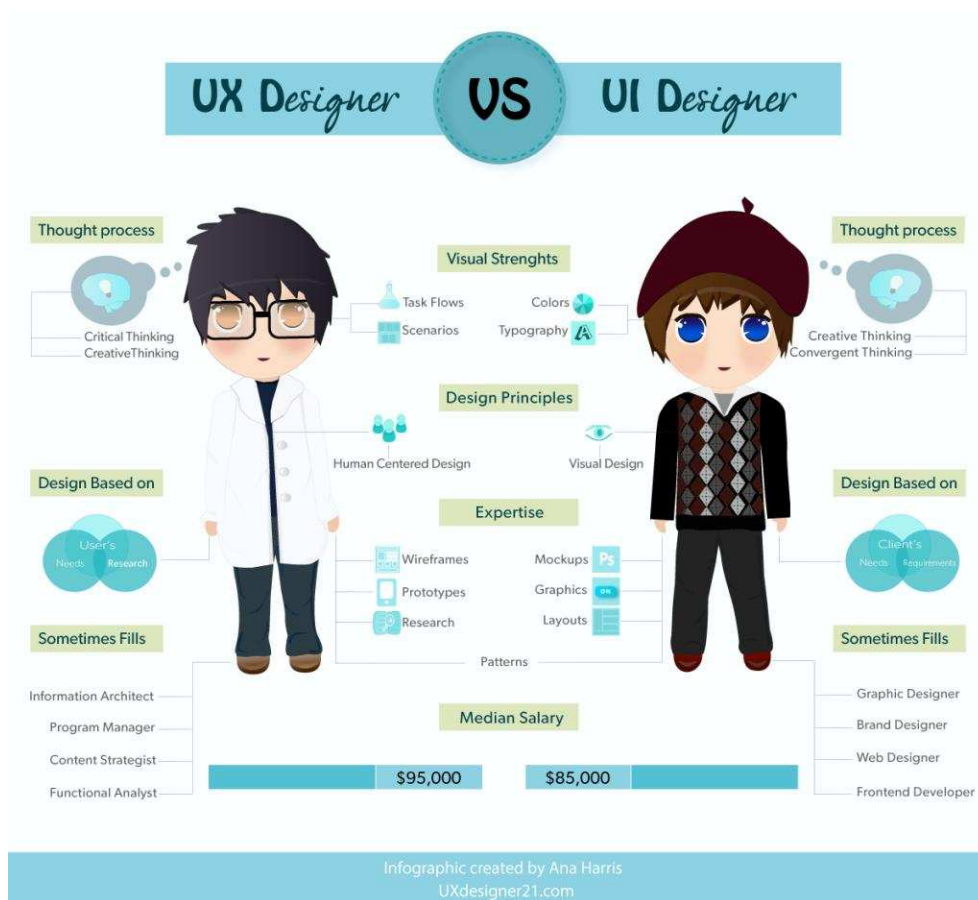 UX Designer
VS
UI Designer
Thought process
Critical Thinking
CreativeThinking
Visual Strenghts
Task Flows
Scenarios
Colors
Typography
Thought process
Creative Thinking
Convergent Thinking
Design Principles
Human Centered Design
Visual Design
Design Based on
User's
Needs
Research
Expertise
Wireframes
Prototypes
Research
Mockups
Ps
Graphics
ON
Layouts
Patterns
Design Based on
Client's
Needs
Requirements
Sometimes Fills
Information Architect
Program Manager
Content Strategist
Functional Analyst
Sometimes Fills
Graphic Designer
Brand Designer
Web Designer
Frontend Developer
Median Salary
$95,000
$85,000
Infographic created by Ana Harris
UXdesigner21.com